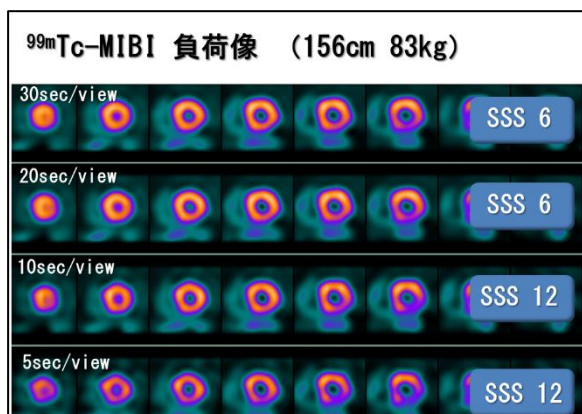 ⁹⁹ᵐTc-MIBI 負荷像 (156cm 83kg)
30sec/view
SSS 6
20sec/view
SSS 6
10sec/view
SSS 12
5sec/view
SSS 12